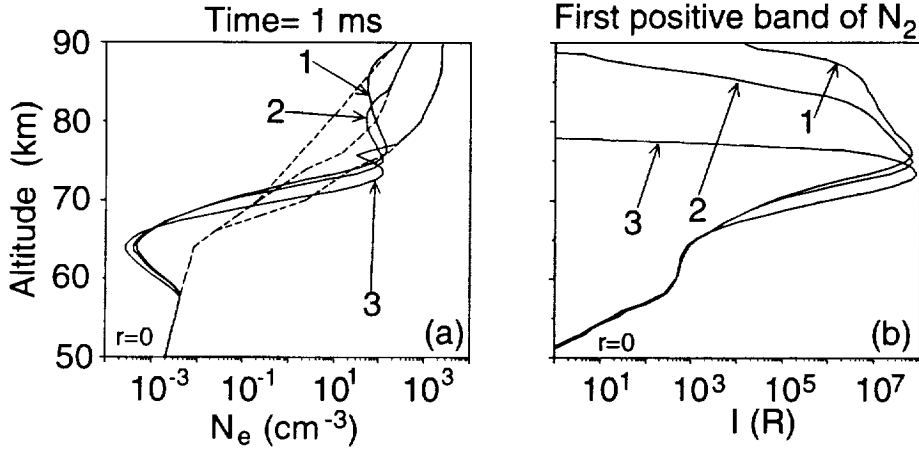 Time= 1 ms
First positive band of N₂
90
80
70
60
50
Altitude (km)
1
2
3
r=0
(a)
10⁻³
10⁻¹
10¹
10³
Nₑ (cm⁻³)
1
2
3
r=0
(b)
10¹
10³
10⁵
10⁷
I (R)